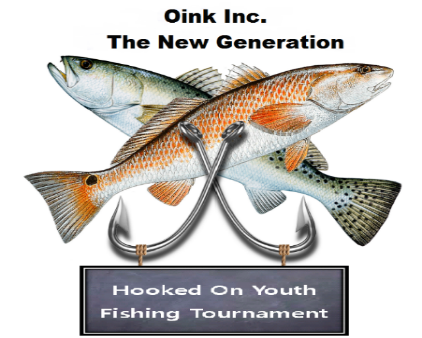 Oink Inc.
The New Generation
Hooked On Youth
Fishing Tournament